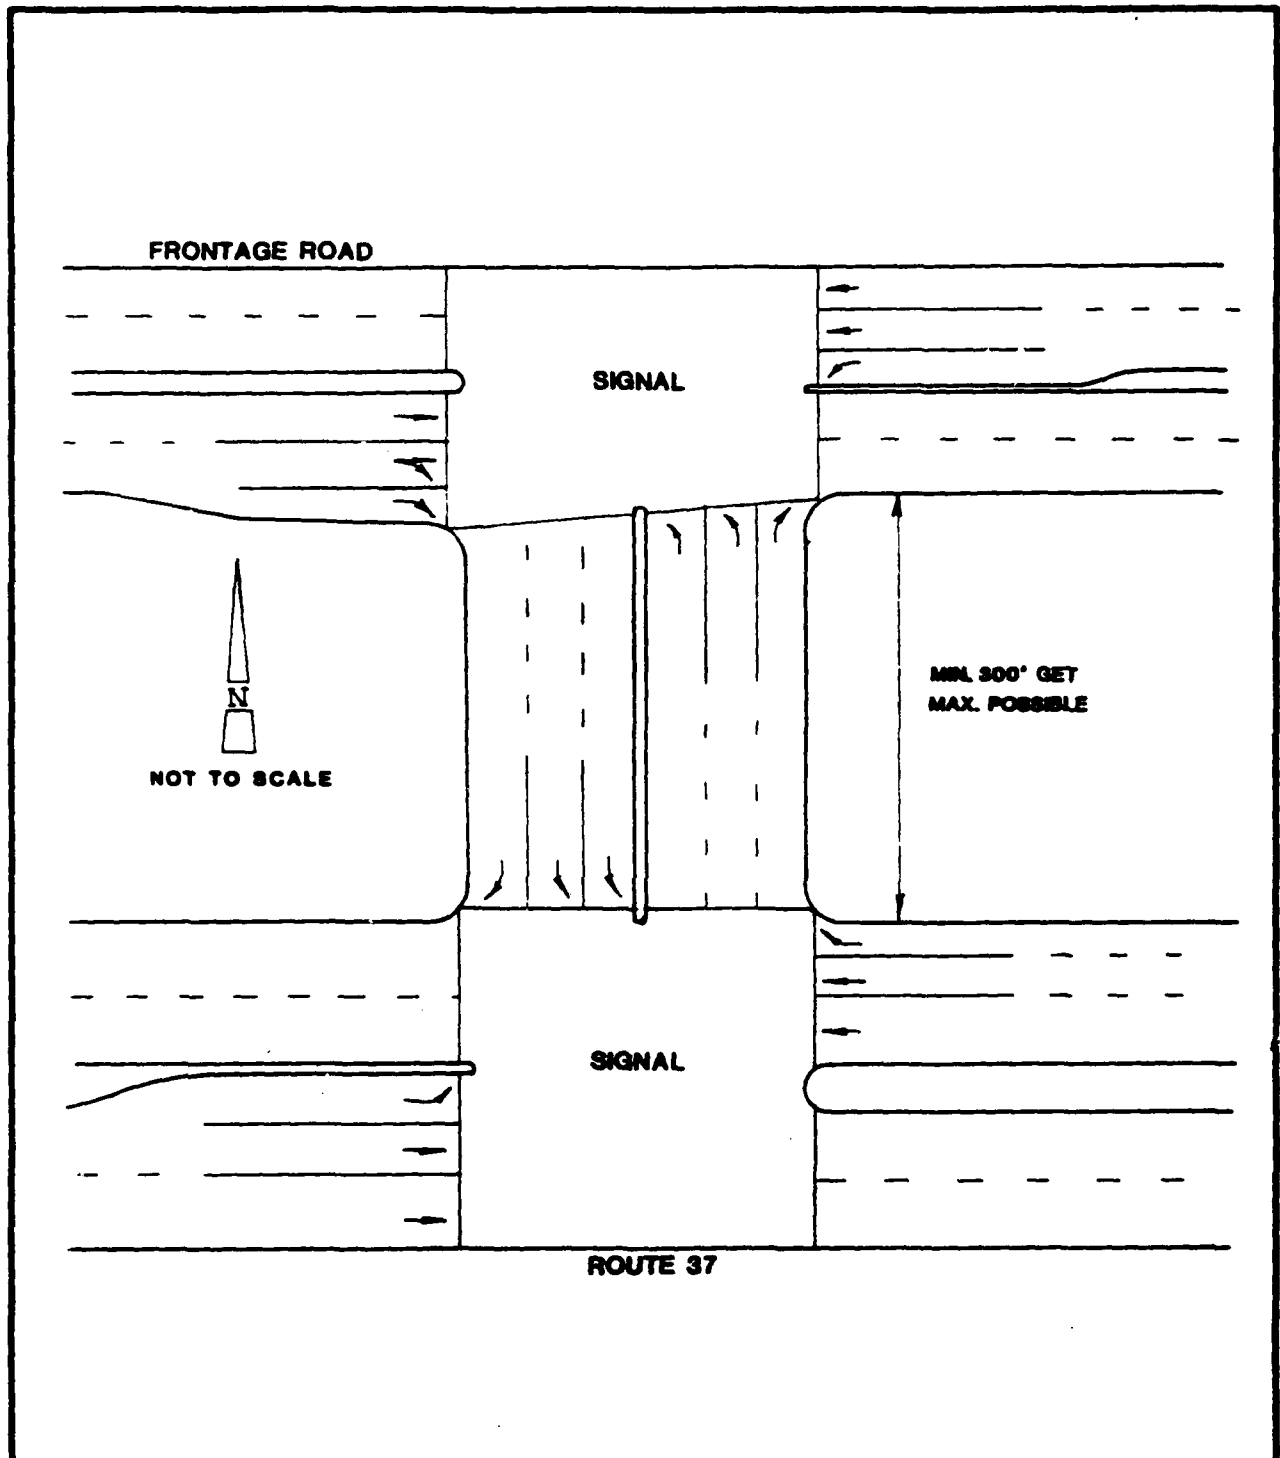 FRONTAGE ROAD
SIGNAL
MIN. 300' GET
MAX. POSSIBLE
N
NOT TO SCALE
SIGNAL
ROUTE 37